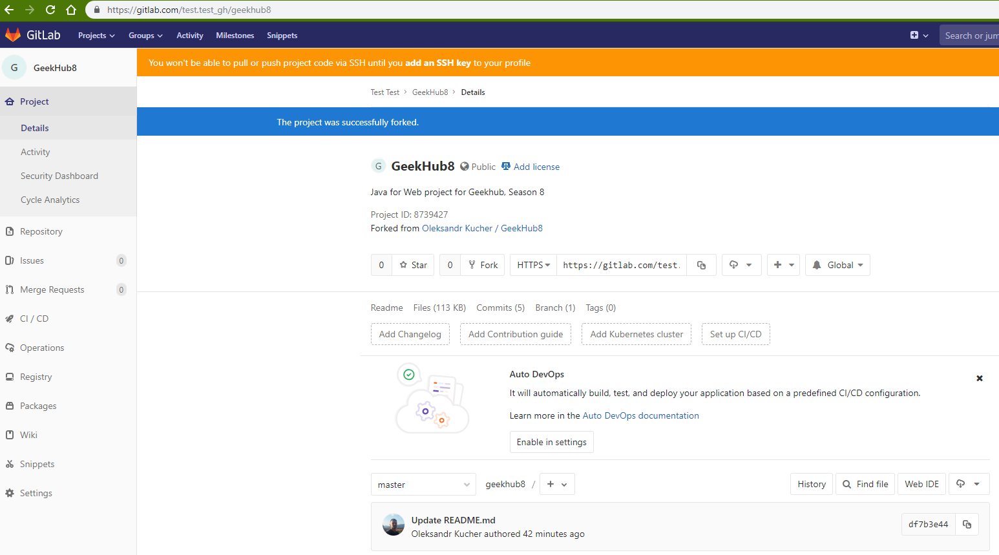 https://gitlab.com/test.test_gh/geekhub8
GitLab Projects Groups Activity Milestones Snippets Search or jum
G GeekHub8
Project
Details
Activity
Security Dashboard
Cycle Analytics
Repository
Issues 0
Merge Requests 0
CI / CD
Operations
Registry
Packages
Wiki
Snippets
Settings
You won't be able to pull or push project code via SSH until you add an SSH key to your profile
Test Test > GeekHub8 > Details
The project was successfully forked.
G GeekHub8 Public Add license
Java for Web project for Geekhub, Season 8
Project ID: 8739427
Forked from Oleksandr Kucher / GeekHub8
0 Star 0 Fork HTTPS https://gitlab.com/test. Global
Readme Files (113 KB) Commits (5) Branch (1) Tags (0)
Add Changelog Add Contribution guide Add Kubernetes cluster Set up CI/CD
Auto DevOps
It will automatically build, test, and deploy your application based on a predefined CI/CD configuration.
Learn more in the Auto DevOps documentation
Enable in settings
master geekhub8 / + History Find file Web IDE
Update README.md
Oleksandr Kucher authored 42 minutes ago
df7b3e44